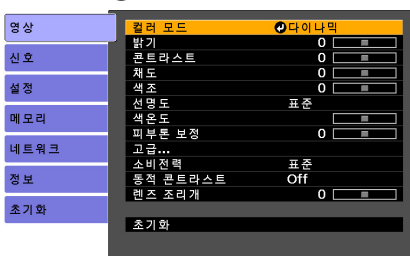 영상
신호
설정
메모리
네트워크
정보
초기화
컬러 모드 다이나믹
밝기 0
콘트라스트 0
채도 0
색조 0
선명도 표준
색온도
피부톤 보정 0
고급...
소비전력 표준
동적 콘트라스트 Off
렌즈 조리개 0
초기화